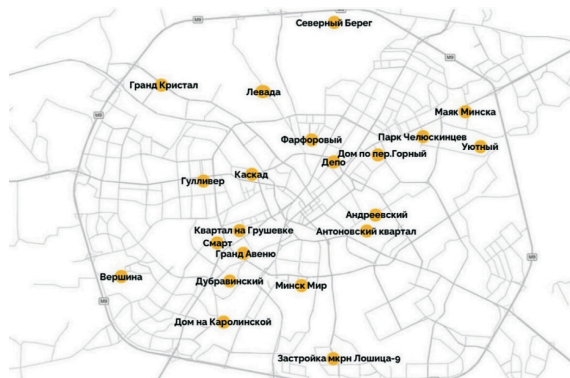 Северный Берег
Гранд Кристал
Левада
Маяк Минска
Фарфоровый
Парк Челюскинцев
Уютный
Дом по пер.Горный
Депо
Каскад
Гулливер
Андреевский
Квартал на Грушевке
Антоновский квартал
Смарт
Гранд Авеню
Вершина
Дубравинский
Минск Мир
Дом на Каролинской
Застройка мкрн Лошица-9